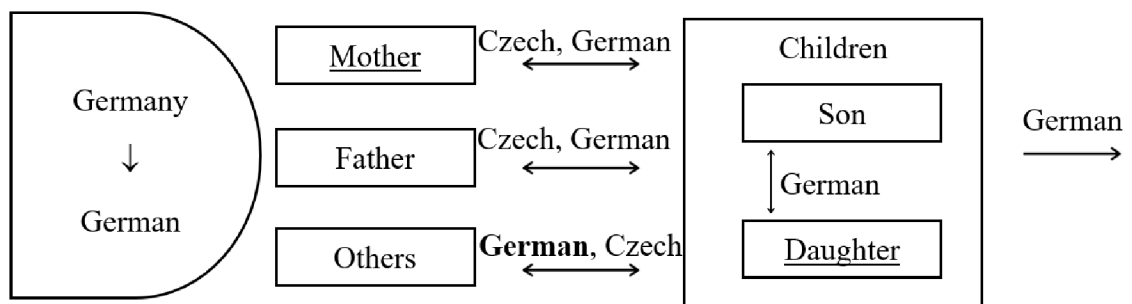 Germany
↓
German
Mother
Czech, German
Father
Czech, German
Others
German, Czech
Children
Son
German
Daughter
German